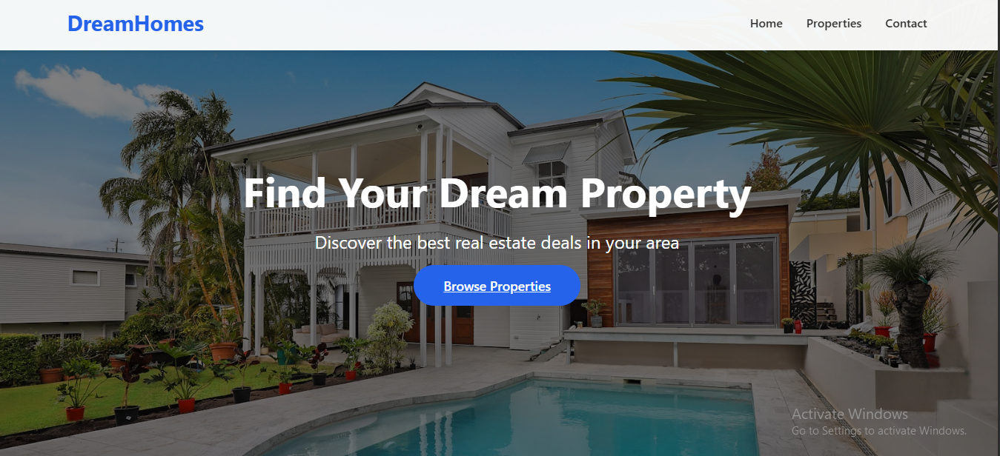 DreamHomes
Home Properties Contact
Find Your Dream Property
Discover the best real estate deals in your area
Browse Properties
Activate Windows
Go to Settings to activate Windows.